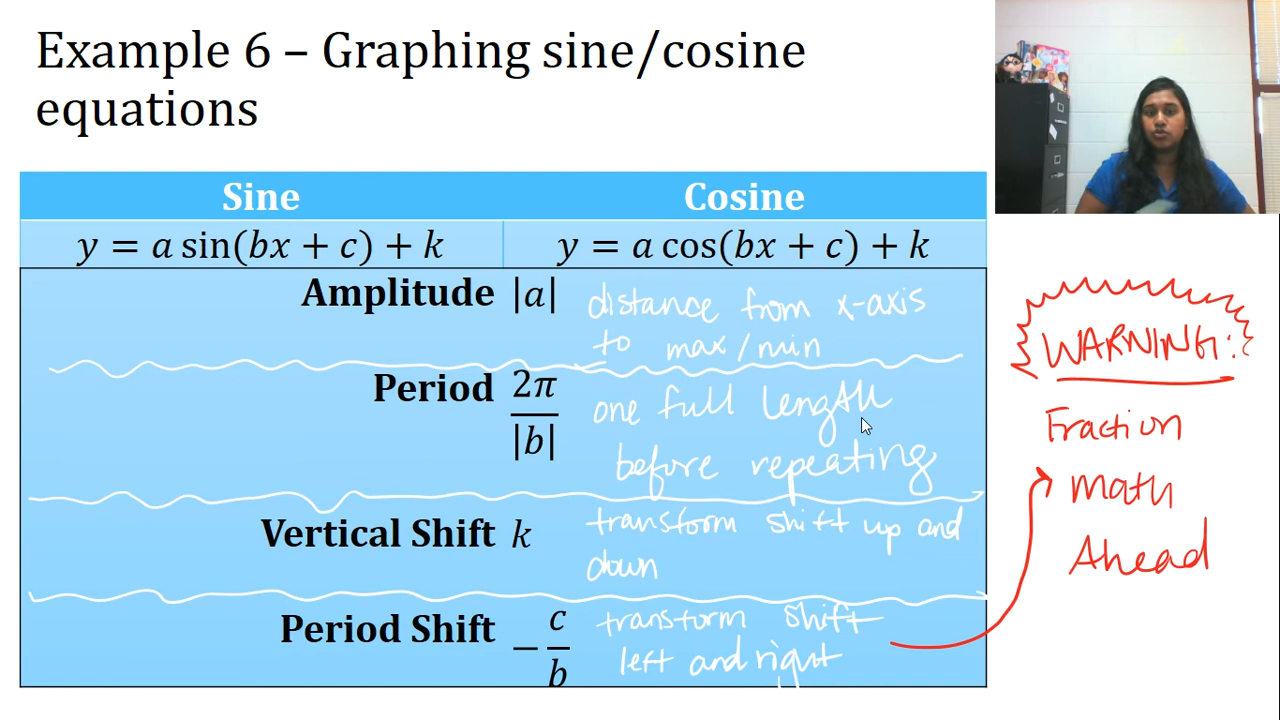 Example 6 – Graphing sine/cosine
equations
Sine
Cosine
y = a sin(bx + c) + k
y = a cos(bx + c) + k
Amplitude |a| distance from x-axis
to max/min
Period 2π/|b| one full length
before repeating
Vertical Shift k transform shift up and
down
Period Shift −c/b transform shift
left and right
WARNING:
Fraction
Math
Ahead